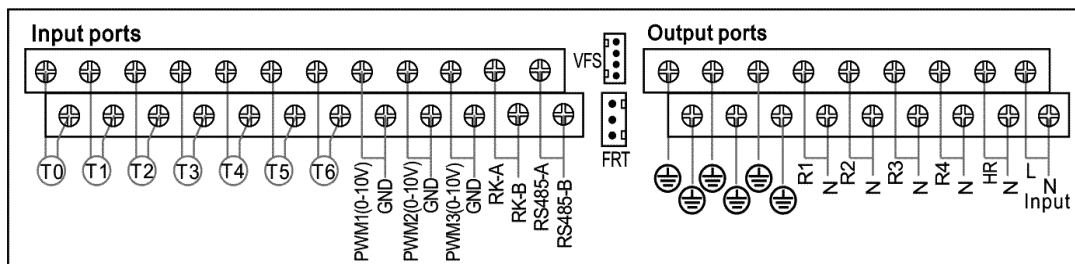 Input ports
VFS
Output ports
T0 T1 T2 T3 T4 T5 T6
PWM1(0-10V)
GND
PWM2(0-10V)
GND
PWM3(0-10V)
GND
RK-A
RK-B
RS485-A
RS485-B
FRT
R1
N
R2
N
R3
N
R4
N
HR
N
L
N
Input